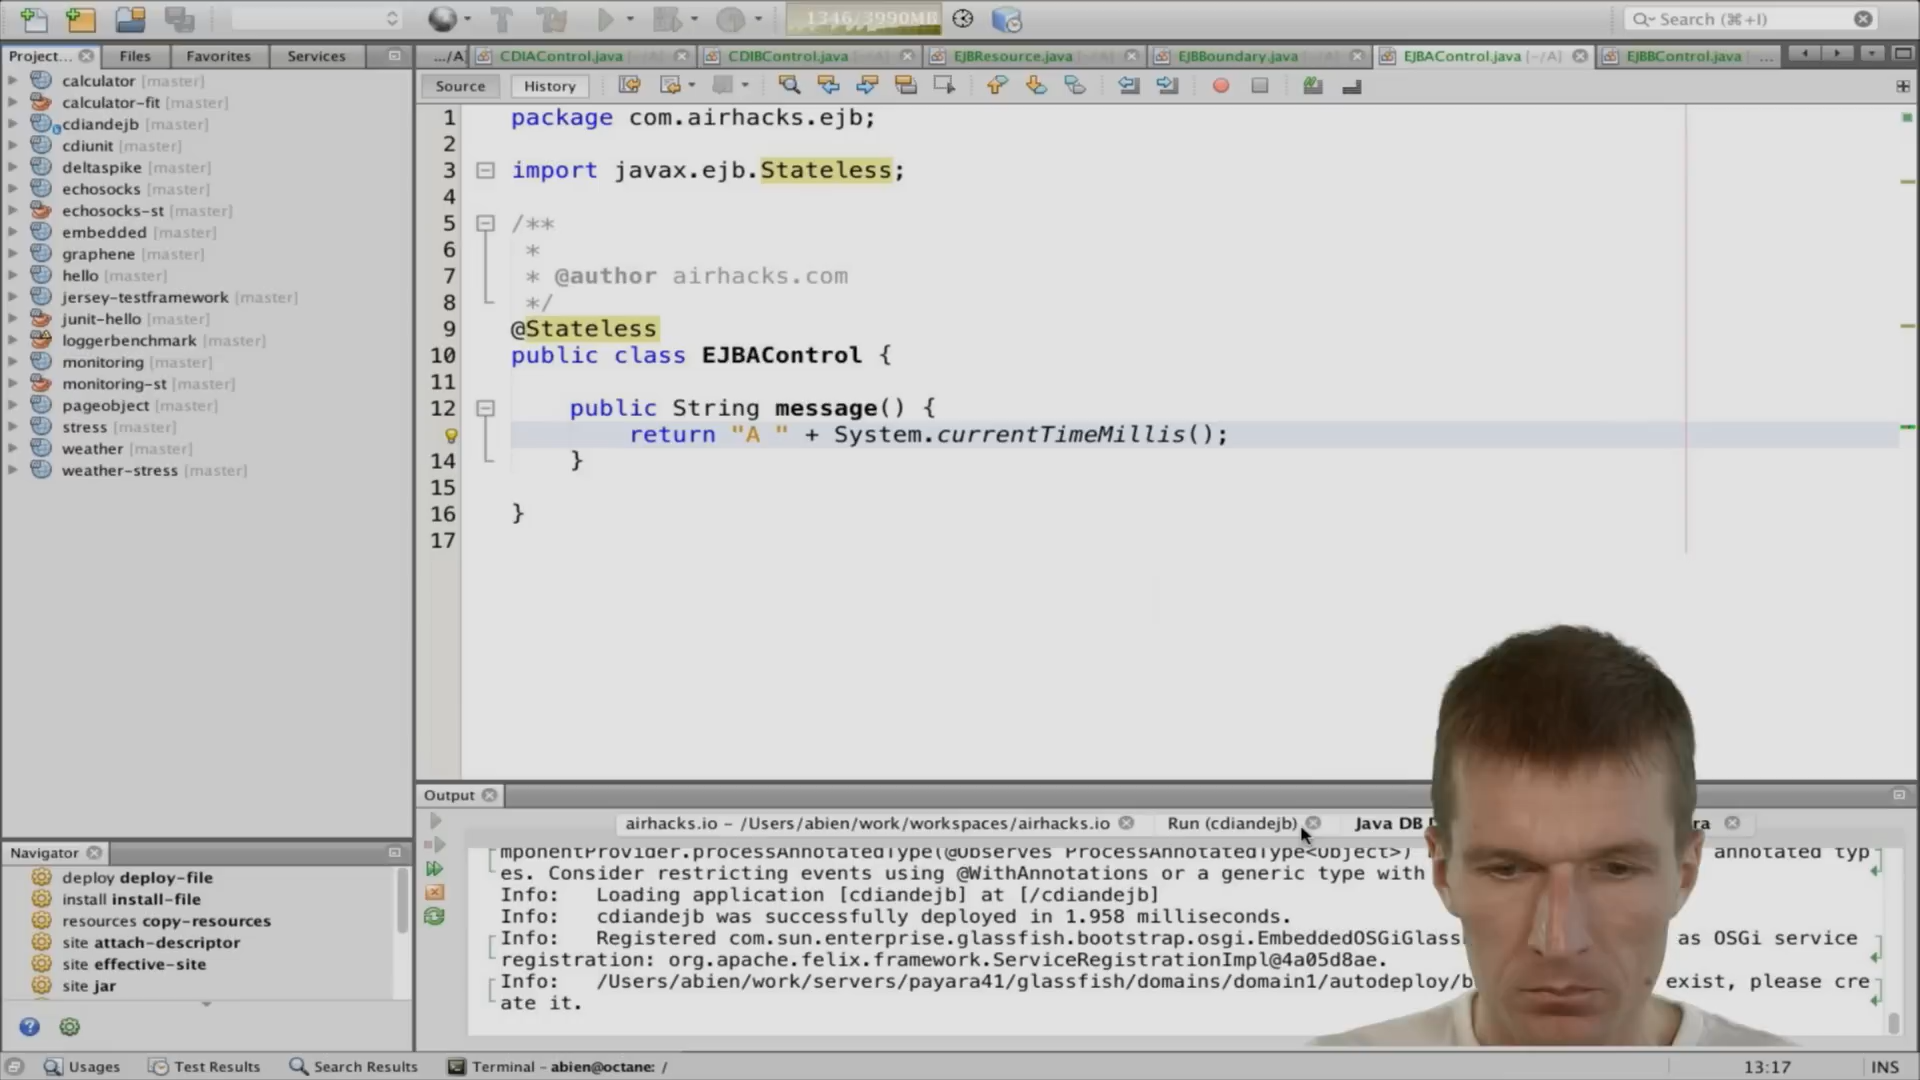 1346/3990MB
Search (⌘+I)
Project... Files Favorites Services
.../A] CDIAControl.java [~/A] CDIBControl.java [~/A] EJBResource.java [~/A] EJBBoundary.java [~/A] EJBAControl.java [~/A] EJBBControl.java ...
Source History
calculator [master]
calculator-fit [master]
cdiandejb [master]
cdiunit [master]
deltaspike [master]
echosocks [master]
echosocks-st [master]
embedded [master]
graphene [master]
hello [master]
jersey-testframework [master]
junit-hello [master]
loggerbenchmark [master]
monitoring [master]
monitoring-st [master]
pageobject [master]
stress [master]
weather [master]
weather-stress [master]
1 package com.airhacks.ejb;
2
3 import javax.ejb.Stateless;
4
5 /**
6 *
7 * @author airhacks.com
8 */
9 @Stateless
10 public class EJBAControl {
11
12 public String message() {
return "A " + System.currentTimeMillis();
14 }
15
16 }
17
Output
airhacks.io - /Users/abien/work/workspaces/airhacks.io Run (cdiandejb) Java DB ra
mponentProvider.processAnnotatedType(@Observes ProcessAnnotatedType<Object>) annotated typ
es. Consider restricting events using @WithAnnotations or a generic type with
Info: Loading application [cdiandejb] at [/cdiandejb]
Info: cdiandejb was successfully deployed in 1.958 milliseconds.
Info: Registered com.sun.enterprise.glassfish.bootstrap.osgi.EmbeddedOSGiGlass as OSGi service
registration: org.apache.felix.framework.ServiceRegistrationImpl@4a05d8ae.
Info: /Users/abien/work/servers/payara41/glassfish/domains/domain1/autodeploy/b exist, please cre
ate it.
Navigator
deploy deploy-file
install install-file
resources copy-resources
site attach-descriptor
site effective-site
site jar
Usages Test Results Search Results Terminal - abien@octane: / 13:17 INS